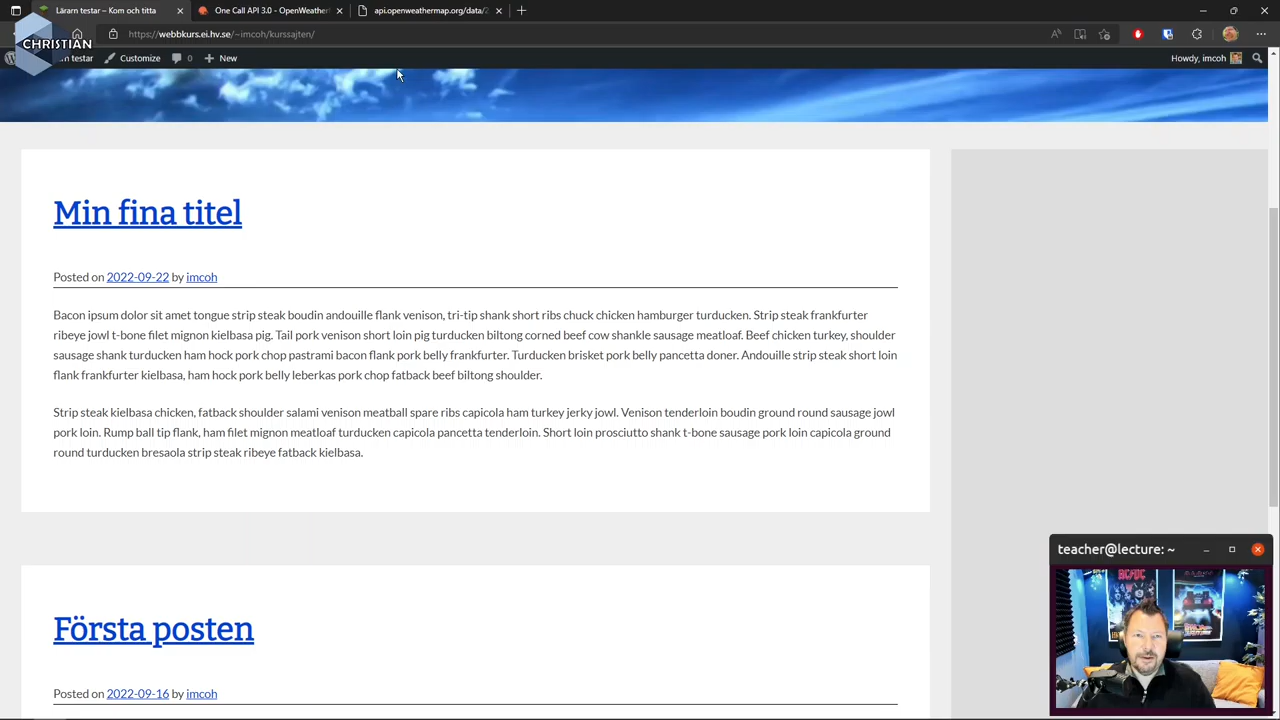 Lärarn testar – Kom och titta
One Call API 3.0 - OpenWeather
api.openweathermap.org/data/2
https://webbkurs.ei.hv.se/~imcoh/kurssajten/
CHRISTIAN
rn testar
Customize
0
New
Howdy, imcoh
Min fina titel
Posted on 2022-09-22 by imcoh
Bacon ipsum dolor sit amet tongue strip steak boudin andouille flank venison, tri-tip shank short ribs chuck chicken hamburger turducken. Strip steak frankfurter
ribeye jowl t-bone filet mignon kielbasa pig. Tail pork venison short loin pig turducken biltong corned beef cow shankle sausage meatloaf. Beef chicken turkey, shoulder
sausage shank turducken ham hock pork chop pastrami bacon flank pork belly frankfurter. Turducken brisket pork belly pancetta doner. Andouille strip steak short loin
flank frankfurter kielbasa, ham hock pork belly leberkas pork chop fatback beef biltong shoulder.
Strip steak kielbasa chicken, fatback shoulder salami venison meatball spare ribs capicola ham turkey jerky jowl. Venison tenderloin boudin ground round sausage jowl
pork loin. Rump ball tip flank, ham filet mignon meatloaf turducken capicola pancetta tenderloin. Short loin prosciutto shank t-bone sausage pork loin capicola ground
round turducken bresaola strip steak ribeye fatback kielbasa.
teacher@lecture: ~
AC/DC
Första posten
Posted on 2022-09-16 by imcoh